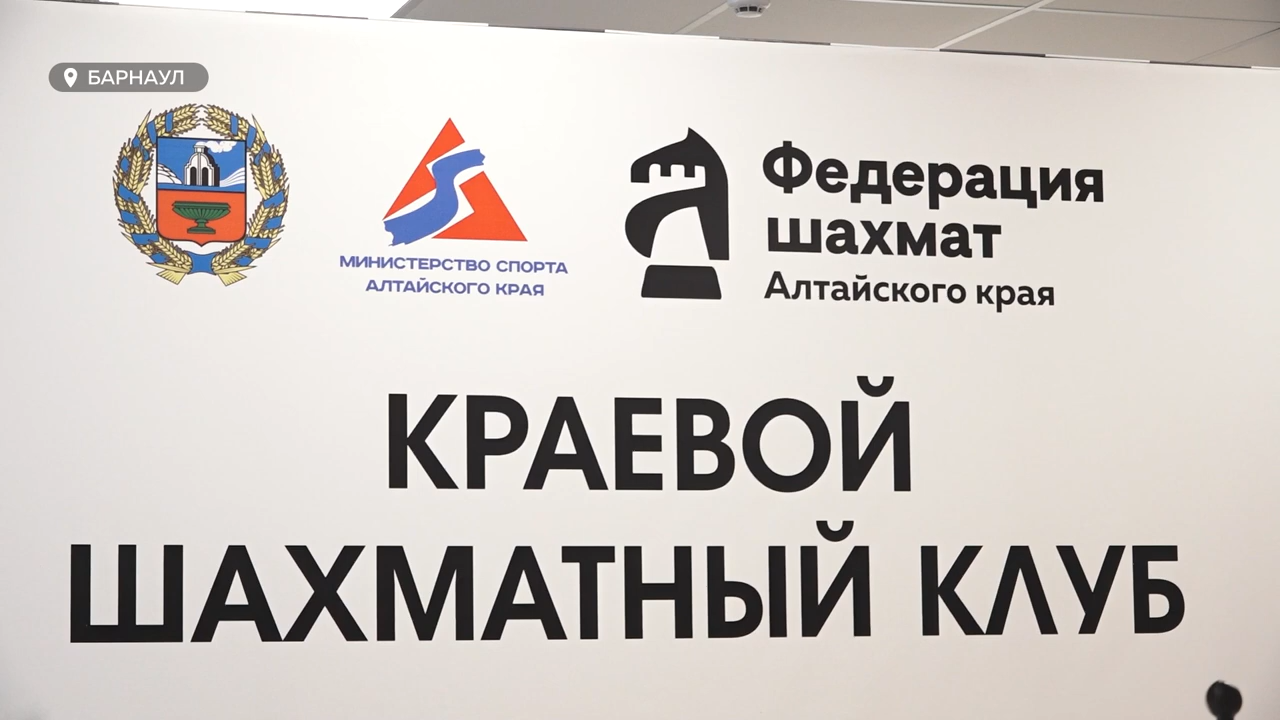 БАРНАУЛ
МИНИСТЕРСТВО СПОРТА
АЛТАЙСКОГО КРАЯ
Федерация
шахмат
Алтайского края
КРАЕВОЙ
ШАХМАТНЫЙ КЛУБ